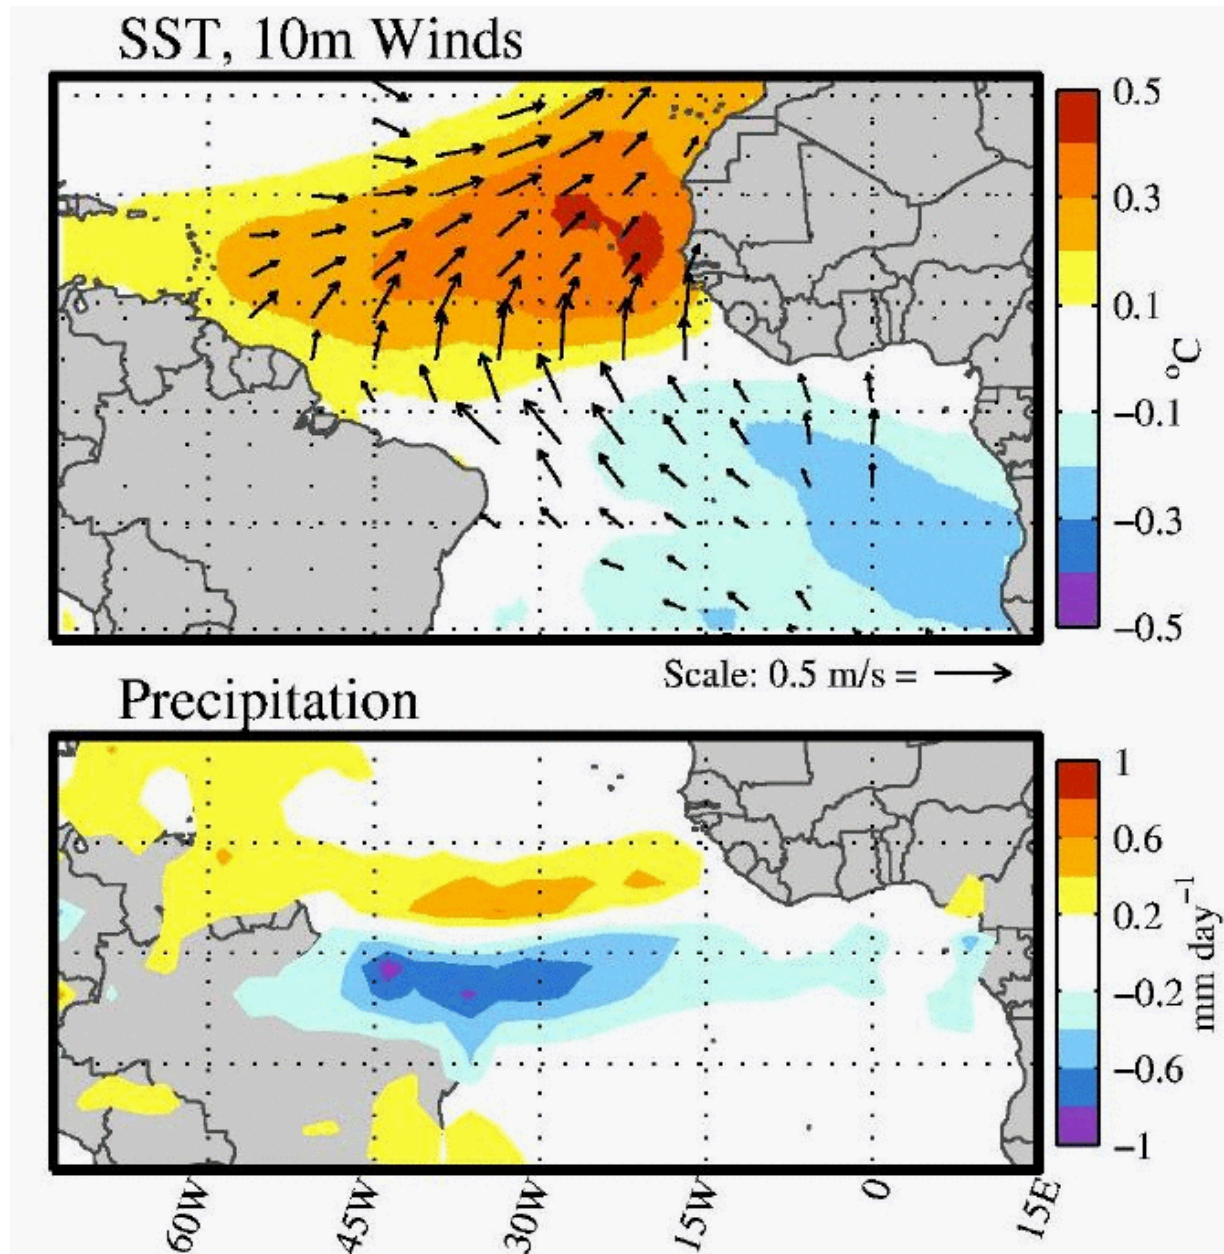 SST, 10m Winds
0.5
0.3
0.1
−0.1
−0.3
−0.5
°C
Scale: 0.5 m/s =
Precipitation
1
0.6
0.2
−0.2
−0.6
−1
mm day⁻¹
60W
45W
30W
15W
0
15E